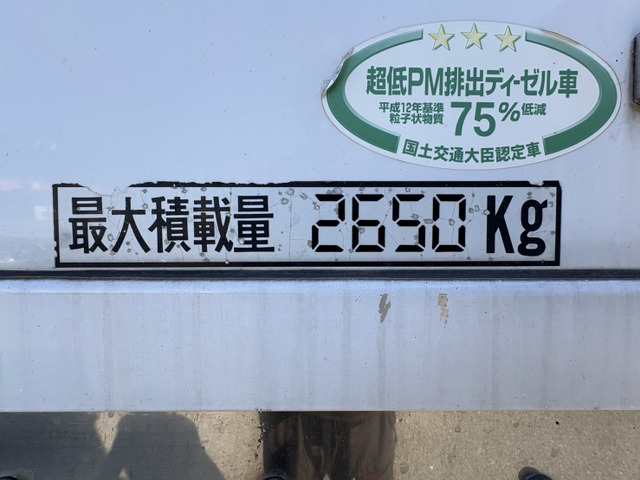 ★★★
超低PM排出ディーゼル車
平成12年基準
粒子状物質
75%低減
国土交通大臣認定車
最大積載量 2650 Kg